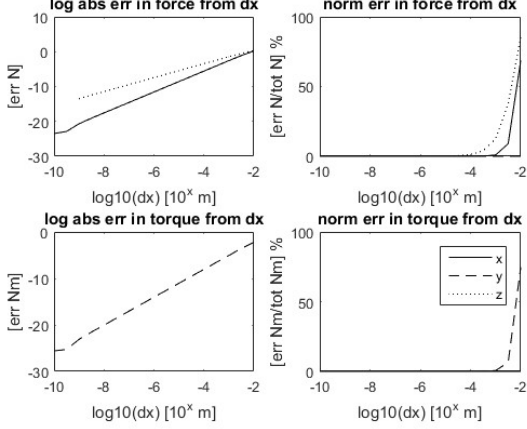 log abs err in force from dx
norm err in force from dx
10
0
-10
-20
-30
[err N]
-10
-8
-6
-4
-2
log10(dx) [10^x m]
100
50
0
[err N/tot N] %
-10
-8
-6
-4
-2
log10(dx) [10^x m]
log abs err in torque from dx
norm err in torque from dx
0
-10
-20
-30
[err Nm]
-10
-8
-6
-4
-2
log10(dx) [10^x m]
100
50
0
[err Nm/tot Nm] %
x
y
z
-10
-8
-6
-4
-2
log10(dx) [10^x m]